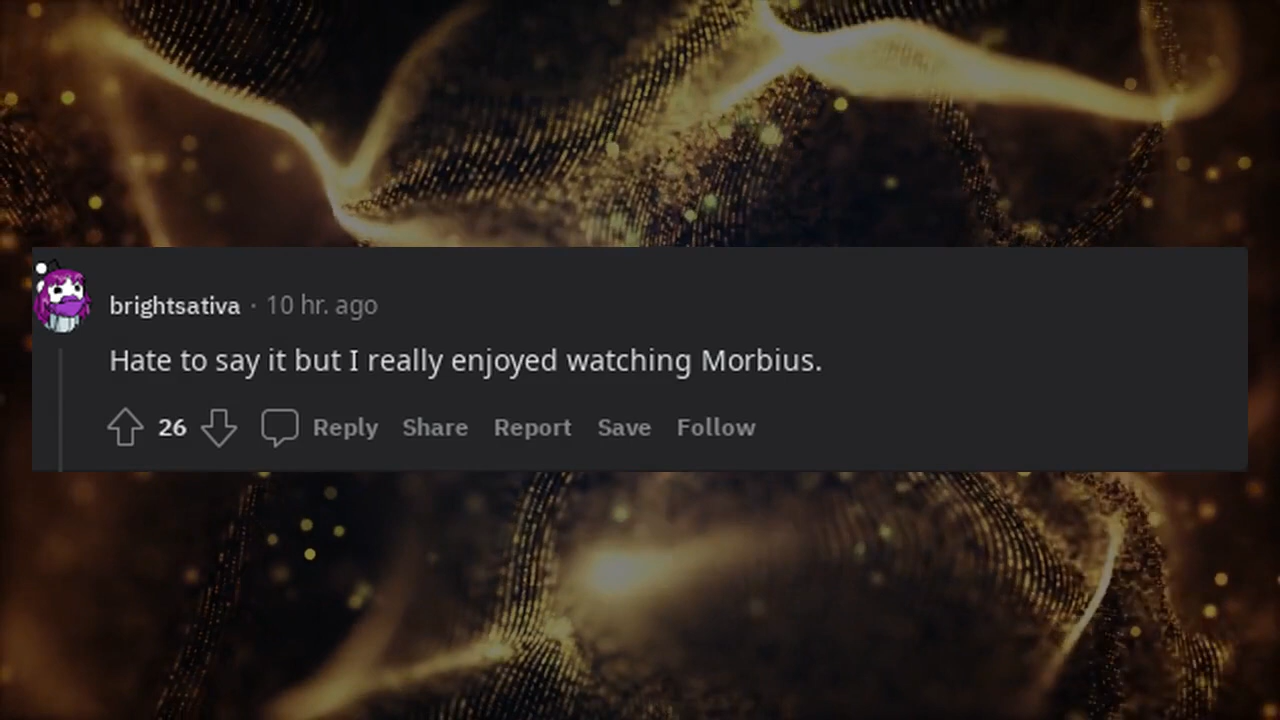 brightsativa · 10 hr. ago
Hate to say it but I really enjoyed watching Morbius.
26 Reply Share Report Save Follow